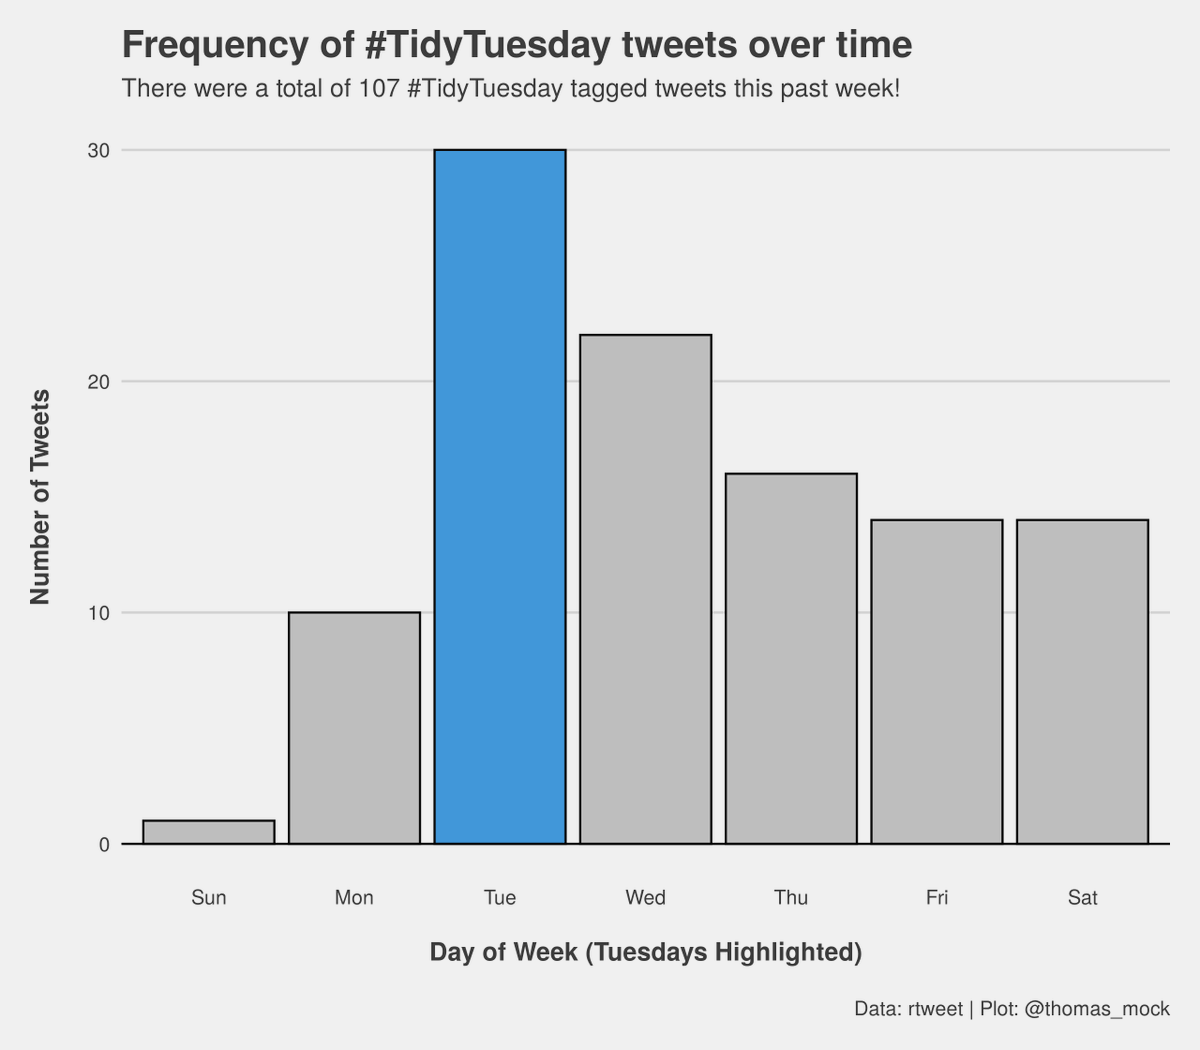 Frequency of #TidyTuesday tweets over time
There were a total of 107 #TidyTuesday tagged tweets this past week!
30
20
10
0
Number of Tweets
Sun Mon Tue Wed Thu Fri Sat
Day of Week (Tuesdays Highlighted)
Data: rtweet | Plot: @thomas_mock